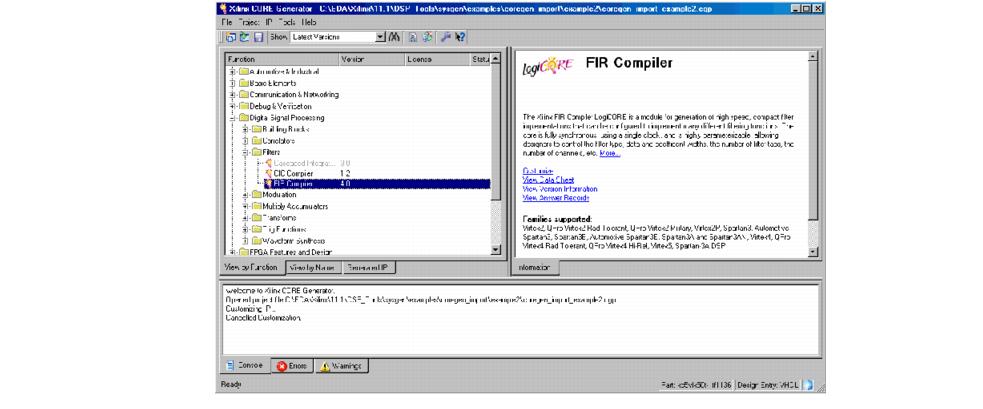 Xilinx CORE Generator C:\EDA\Xilinx\11.1\DSP_Tools\sysgen\examples\coregen_import\example2\coregen_import_example2.cgp
File Project IP Tools Help
Show Latest Versions
Function Version License Status
Automotive & Industrial
Basic Elements
Communication & Networking
Debug & Verification
Digital Signal Processing
Building Blocks
Correlators
Filters
Cascaded Integra... 3.0
CIC Compiler 1.2
FIR Compiler 4.0
Modulation
Multiply Accumulators
Transforms
Trig Functions
Waveform Synthesis
FPGA Features and Design
View by Function View by Name Generated IP
logiCORE FIR Compiler
The Xilinx FIR Compiler LogiCORE is a module for generation of high speed, compact filter
implementations that can be configured to implement many different filtering functions. The
core is fully synchronous, using a single clock, and is highly parameterizable, allowing
designers to control the filter type, data and coefficient widths, the number of filter taps, the
number of channels, etc. More...
Customize
View Data Sheet
View Version Information
View Answer Records
Families supported:
Virtex2, QPro Virtex2 Rad Tolerant, QPro Virtex2 Military, Virtex2P, Spartan3, Automotive
Spartan3, Spartan3E, Automotive Spartan3E, Spartan3A and Spartan3AN, Virtex4, QPro
Virtex4 Rad Tolerant, QPro Virtex4 Hi-Rel, Virtex5, Spartan-3A DSP
Information
Welcome to Xilinx CORE Generator.
Opened project file C:\EDA\Xilinx\11.1\DSP_Tools\sysgen\examples\coregen_import\example2\coregen_import_example2.cgp
Customizing IP...
Cancelled Customization.
Console Errors Warnings
Ready
Part: Design Entry: VHDL